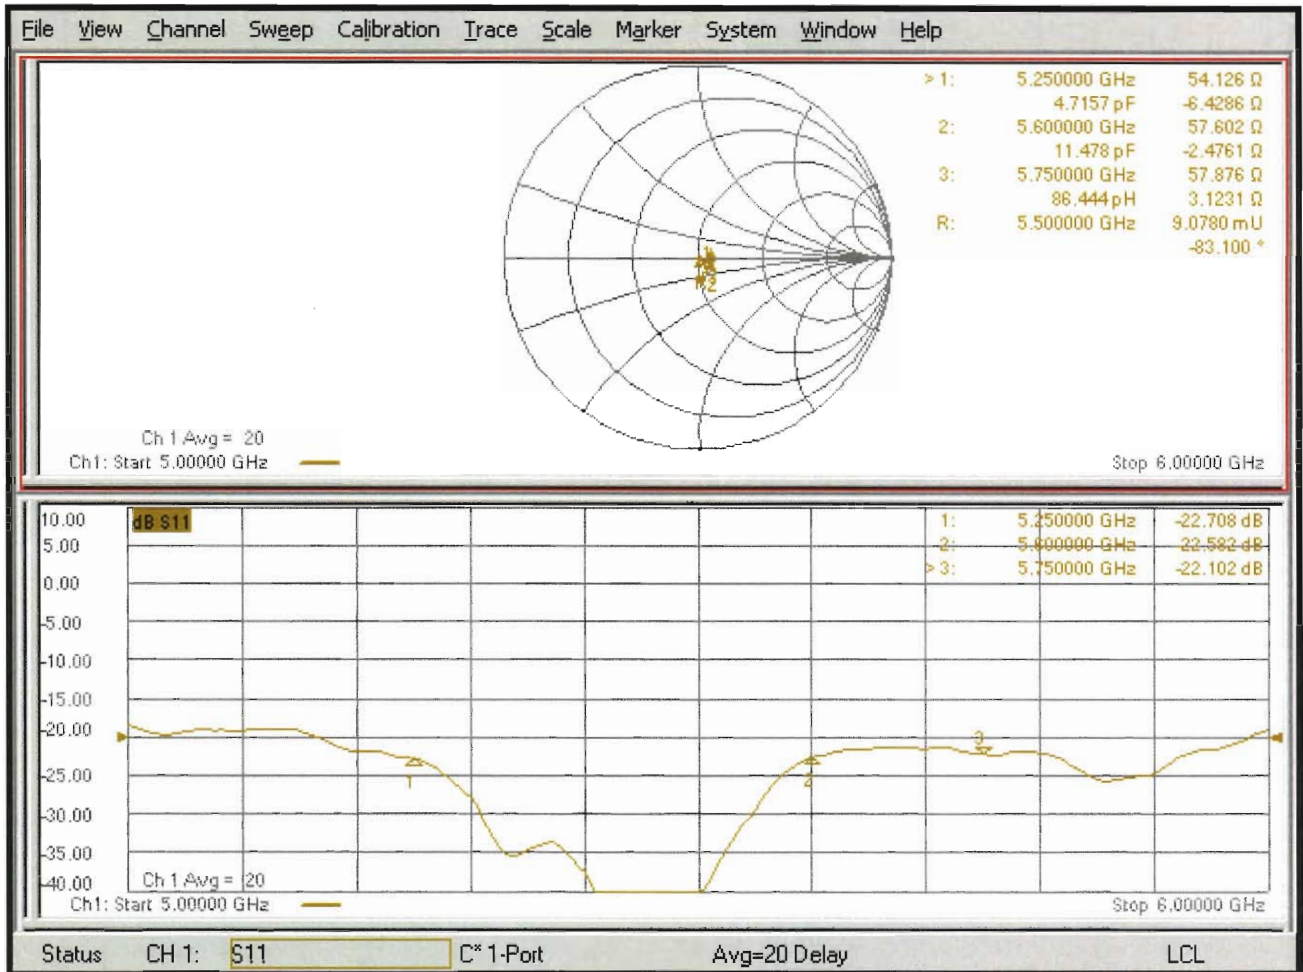 File View Channel Sweep Calibration Trace Scale Marker System Window Help
> 1: 5.250000 GHz 54.126 Ω
4.7157 pF -6.4286 Ω
2: 5.600000 GHz 57.602 Ω
11.478 pF -2.4761 Ω
3: 5.750000 GHz 57.876 Ω
86.444 pH 3.1231 Ω
R: 5.500000 GHz 9.0780 mU
-83.100 °
2
Ch 1 Avg = 20
Ch1: Start 5.00000 GHz
Stop 6.00000 GHz
10.00 dB S11
1: 5.250000 GHz -22.708 dB
5.00
2: 5.600000 GHz -22.582 dB
0.00
> 3: 5.750000 GHz -22.102 dB
-5.00
-10.00
-15.00
-20.00
3
1
2
-25.00
-30.00
-35.00
-40.00
Ch 1 Avg = 20
Ch1: Start 5.00000 GHz
Stop 6.00000 GHz
Status CH 1: S11 C* 1-Port Avg=20 Delay LCL